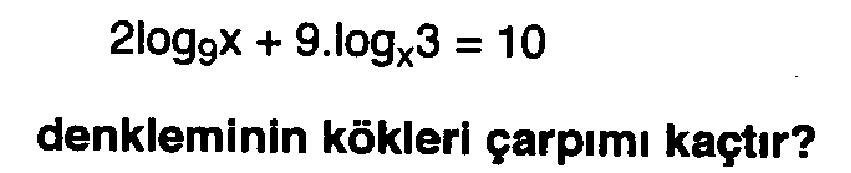 2log₉x + 9.logₓ3 = 10
denkleminin kökleri çarpımı kaçtır?